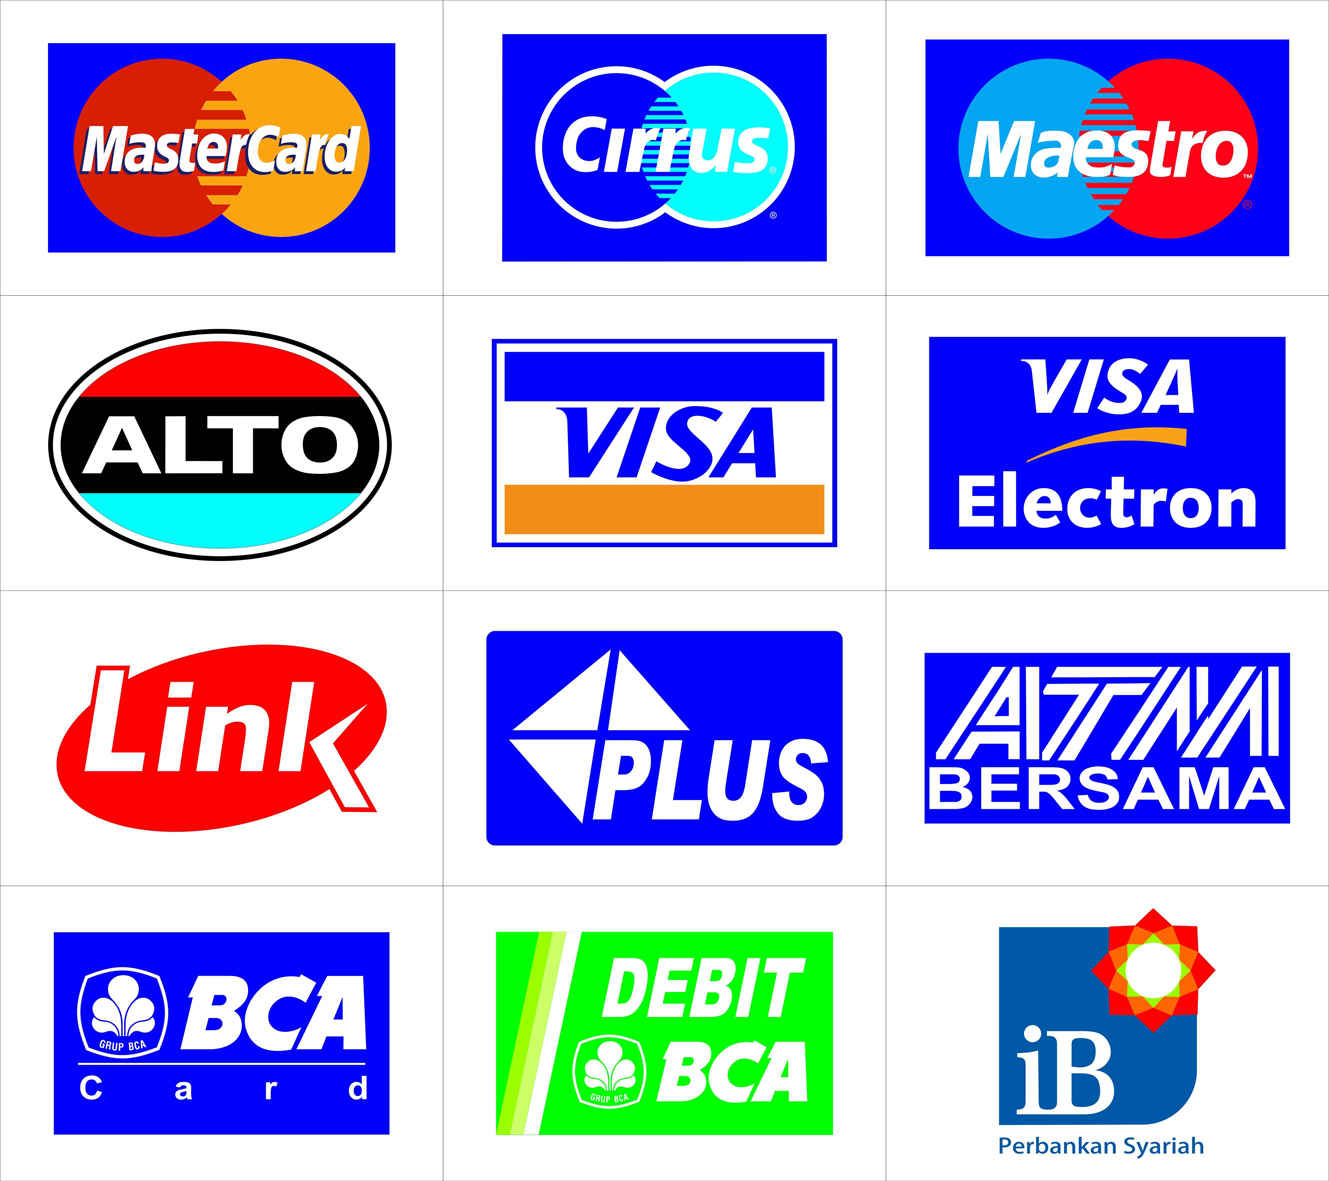 MasterCard
Cirrus®
®
Maestro™
®
ALTO
VISA
VISA
Electron
Link
PLUS
ATM
BERSAMA
GRUP BCA
BCA
Card
DEBIT
GRUP BCA
BCA
iB
Perbankan Syariah